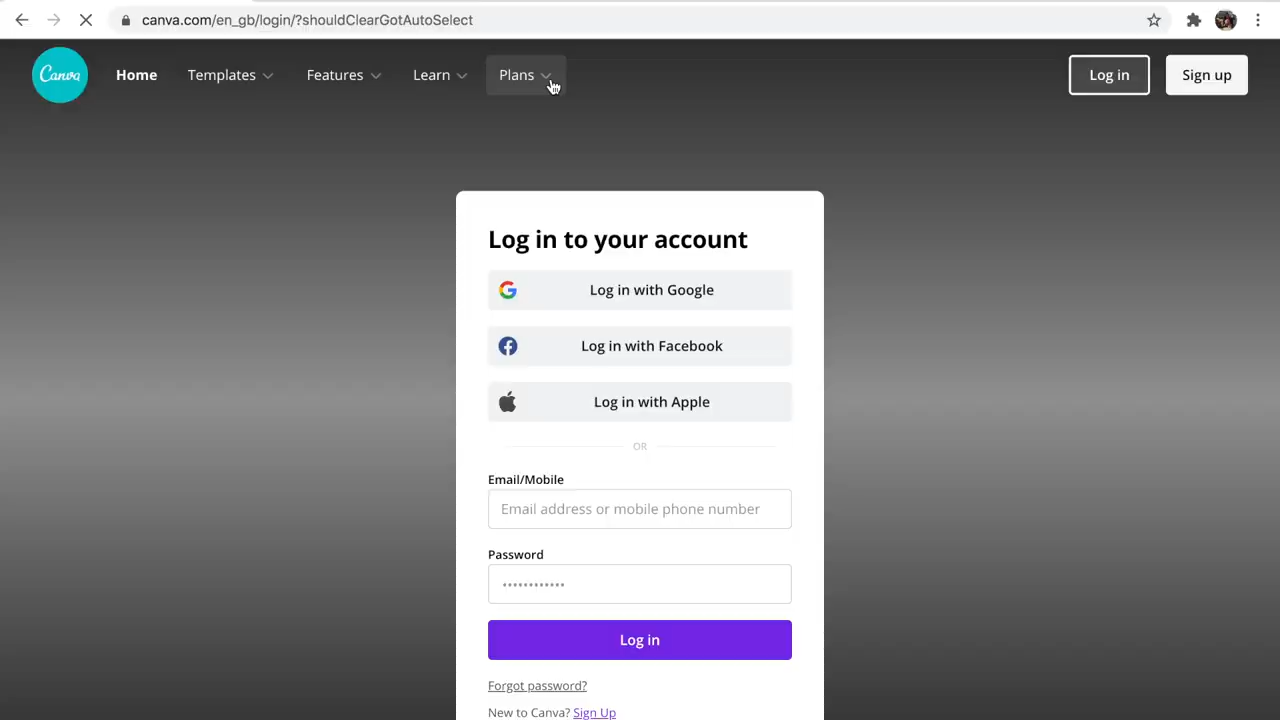 canva.com/en_gb/login/?shouldClearGotAutoSelect
Canva Home Templates Features Learn Plans Log in Sign up
Log in to your account
Log in with Google
Log in with Facebook
Log in with Apple
OR
Email/Mobile
Email address or mobile phone number
Password
Log in
Forgot password?
New to Canva? Sign Up